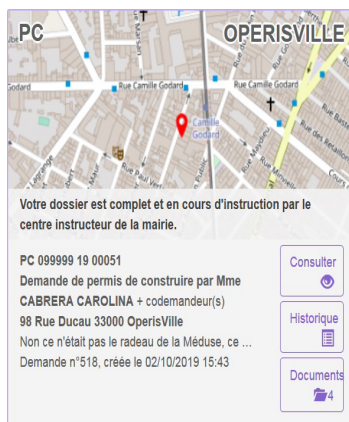 PC
OPERISVILLE
Rue Camille Godard
Rue Camille Godard
Godard
Camille
Godard
Votre dossier est complet et en cours d'instruction par le
centre instructeur de la mairie.
PC 099999 19 00051
Demande de permis de construire par Mme
CABRERA CAROLINA + codemandeur(s)
98 Rue Ducau 33000 OperisVille
Non ce n'était pas le radeau de la Méduse, ce ...
Demande n°518, créée le 02/10/2019 15:43
Consulter
Historique
Documents
4